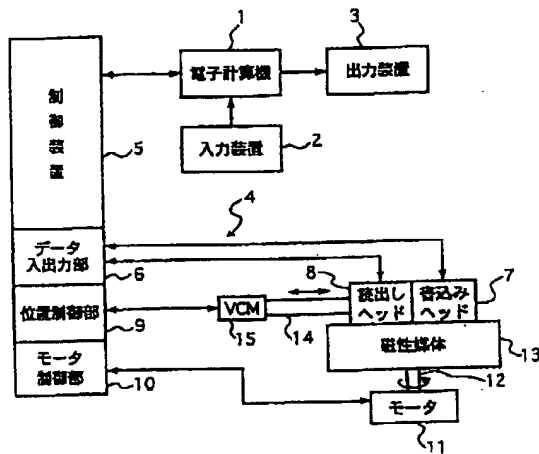 1
電子計算機
3
出力装置
入力装置
2
制
御
装
置
5
4
データ
入出力部
6
位置制御部
9
モータ
制御部
10
8
読出し
ヘッド
書込み
ヘッド
7
VCM
15
14
磁性媒体
13
12
モータ
11